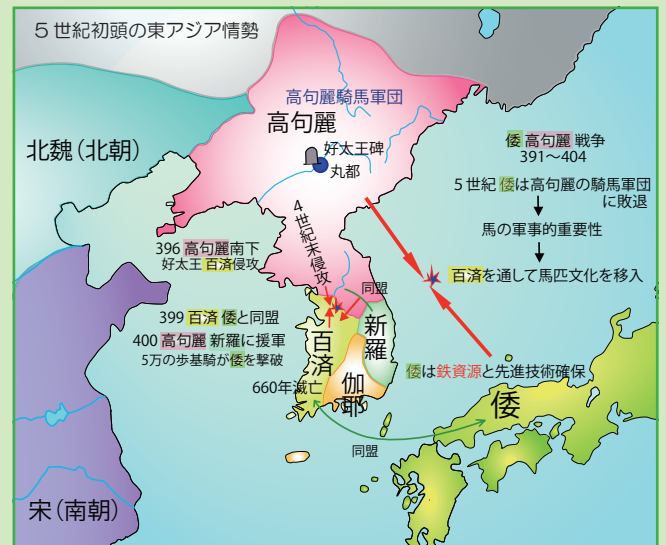 5世紀初頭の東アジア情勢
高句麗騎馬軍団
高句麗
好太王碑
丸都
北魏（北朝）
倭 高句麗 戦争
391～404
5世紀 倭は高句麗の騎馬軍団
に敗退
馬の軍事的重要性
百済を通して馬匹文化を移入
4世紀末侵攻
396 高句麗南下
好太王 百済侵攻
同盟
399 百済 倭と同盟
400 高句麗 新羅に援軍
5万の歩基騎が倭を撃破
新羅
百済
伽耶
660年滅亡
倭は鉄資源と先進技術確保
倭
同盟
宋（南朝）